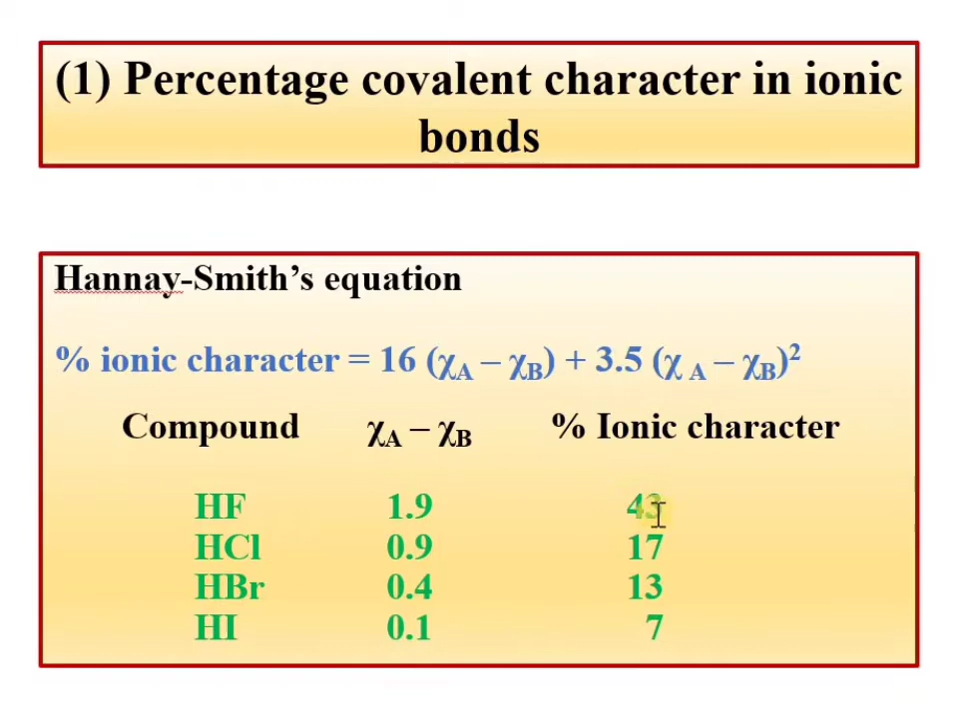 (1) Percentage covalent character in ionic
bonds
Hannay-Smith’s equation
% ionic character = 16 (χA – χB) + 3.5 (χ A – χB)2
Compound χA – χB % Ionic character
HF 1.9 43
HCl 0.9 17
HBr 0.4 13
HI 0.1 7